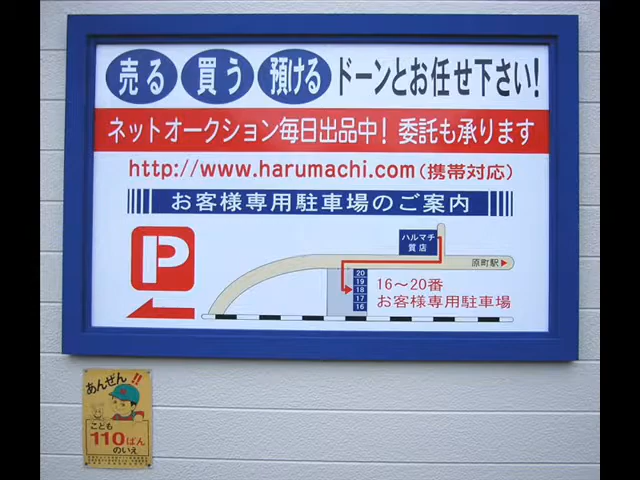 売る 買う 預ける ドーンとお任せ下さい!
ネットオークション毎日出品中! 委託も承ります
http://www.harumachi.com(携帯対応)
お客様専用駐車場のご案内
P
ハルマチ
質店
原町駅▶
20
19
18
17
16
16〜20番
お客様専用駐車場
あんぜん!!
こども
110ばん
のいえ